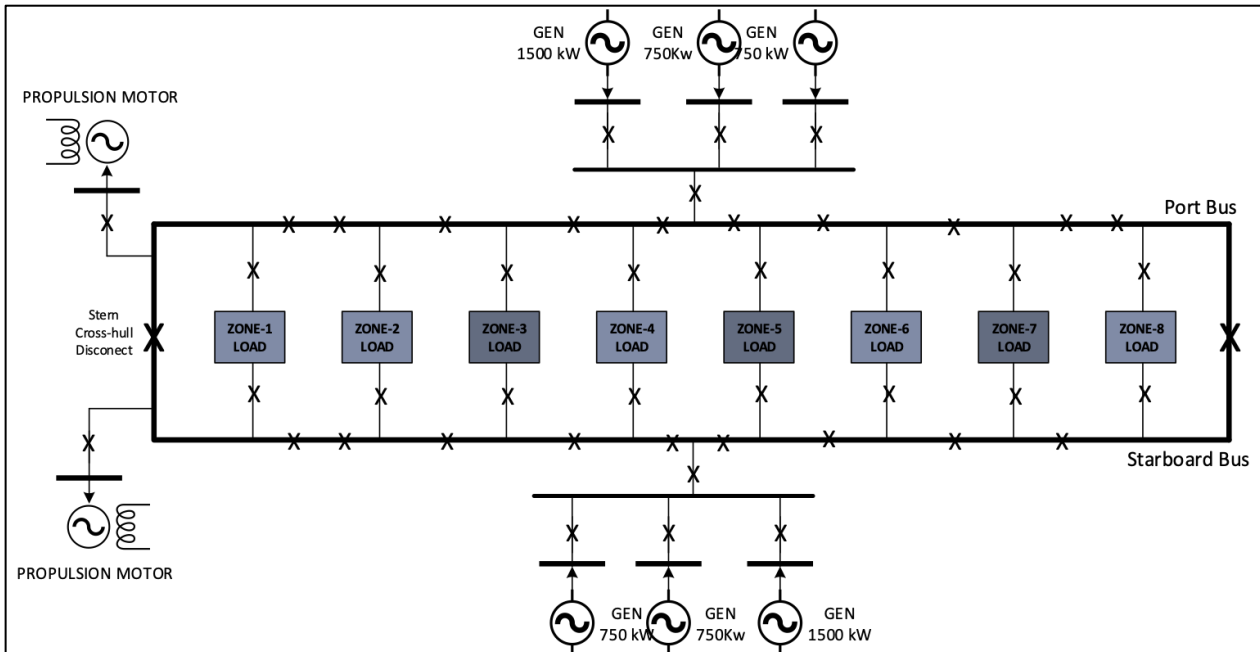 GEN
1500 kW
GEN
750Kw
GEN
750 kW
PROPULSION MOTOR
Port Bus
Stern
Cross-hull
Disconect
ZONE-1
LOAD
ZONE-2
LOAD
ZONE-3
LOAD
ZONE-4
LOAD
ZONE-5
LOAD
ZONE-6
LOAD
ZONE-7
LOAD
ZONE-8
LOAD
Starboard Bus
PROPULSION MOTOR
GEN
750 kW
GEN
750Kw
GEN
1500 kW